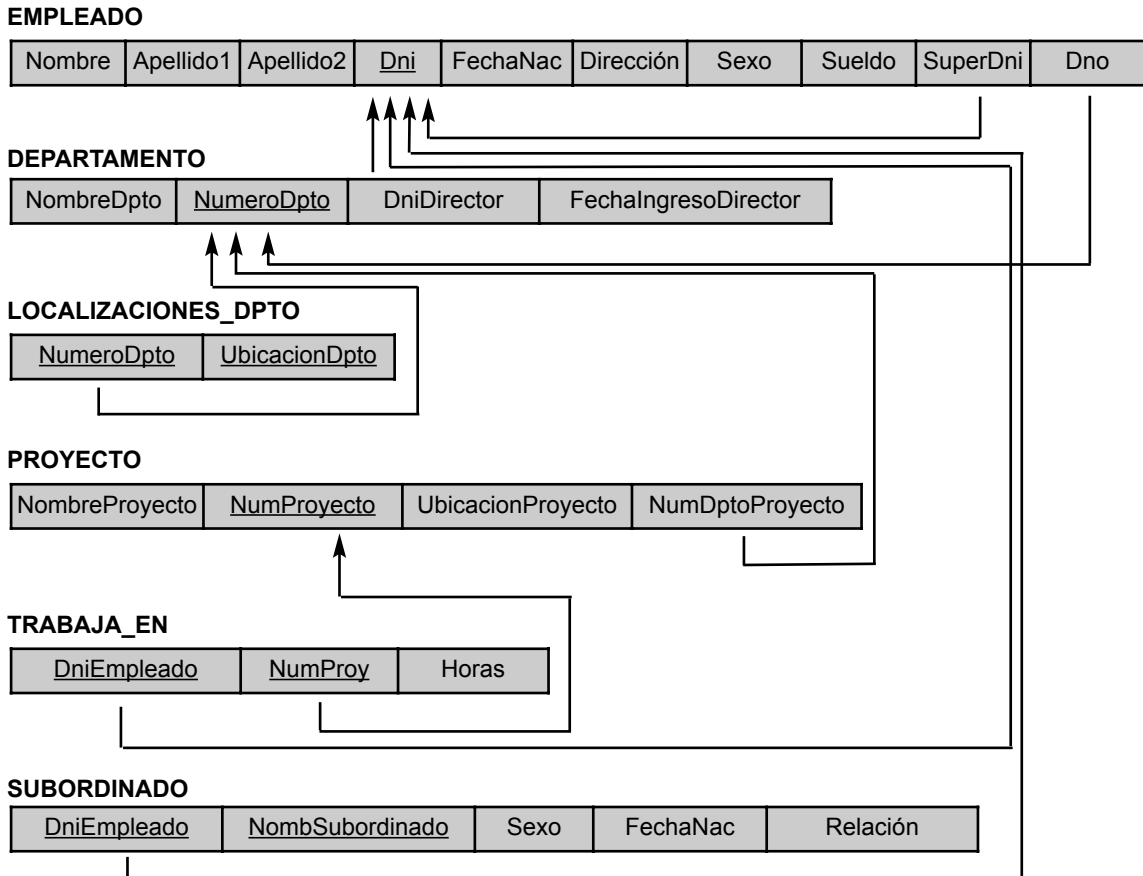 EMPLEADO
Nombre Apellido1 Apellido2 Dni FechaNac Dirección Sexo Sueldo SuperDni Dno
DEPARTAMENTO
NombreDpto NumeroDpto DniDirector FechaIngresoDirector
LOCALIZACIONES_DPTO
NumeroDpto UbicacionDpto
PROYECTO
NombreProyecto NumProyecto UbicacionProyecto NumDptoProyecto
TRABAJA_EN
DniEmpleado NumProy Horas
SUBORDINADO
DniEmpleado NombSubordinado Sexo FechaNac Relación